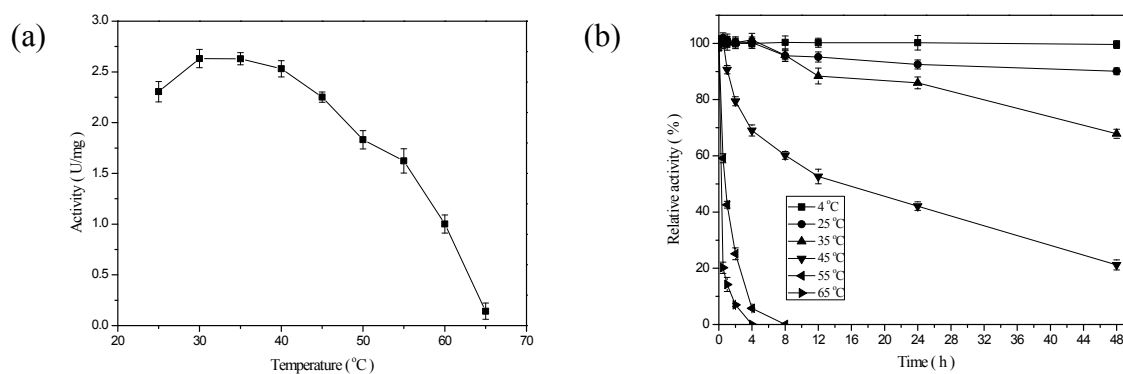 (a)
3.0
2.5
2.0
1.5
1.0
0.5
0.0
Activity ( U/mg )
20 30 40 50 60 70
Temperature ( °C )
(b)
100
80
60
40
20
0
Relative activity ( % )
4 °C
25 °C
35 °C
45 °C
55 °C
65 °C
0 4 8 12 16 20 24 28 32 36 40 44 48
Time ( h )